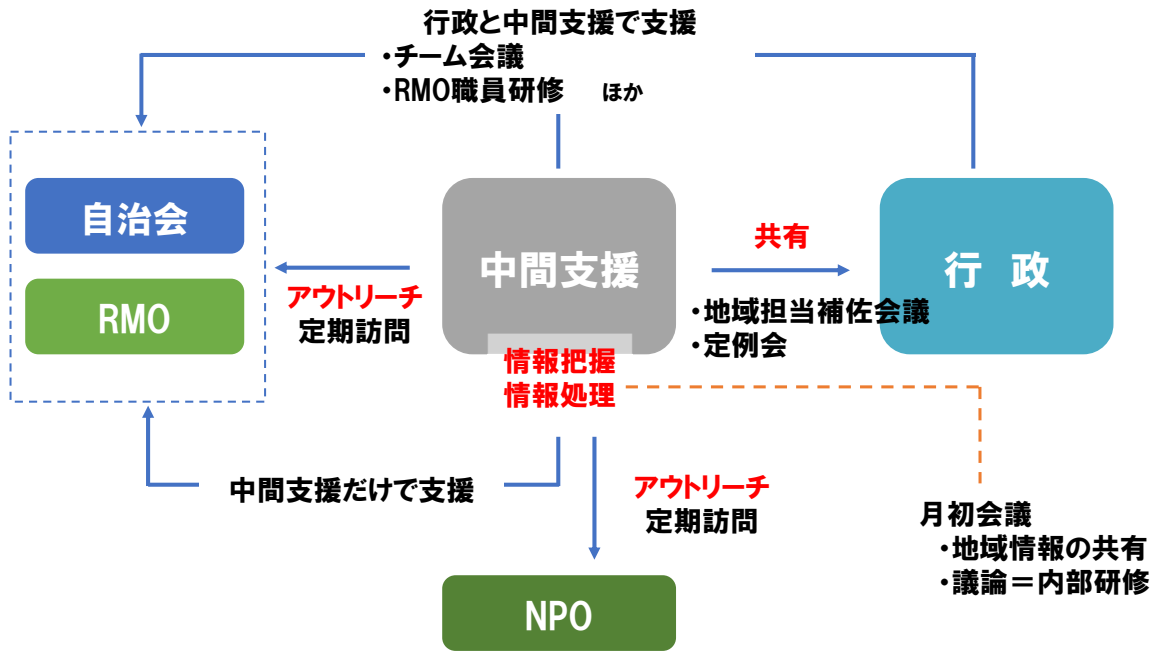 行政と中間支援で支援
・チーム会議
・RMO職員研修　ほか
自治会
RMO
アウトリーチ
定期訪問
中間支援
情報把握
情報処理
共有
・地域担当補佐会議
・定例会
行　政
中間支援だけで支援
アウトリーチ
定期訪問
月初会議
・地域情報の共有
・議論＝内部研修
NPO